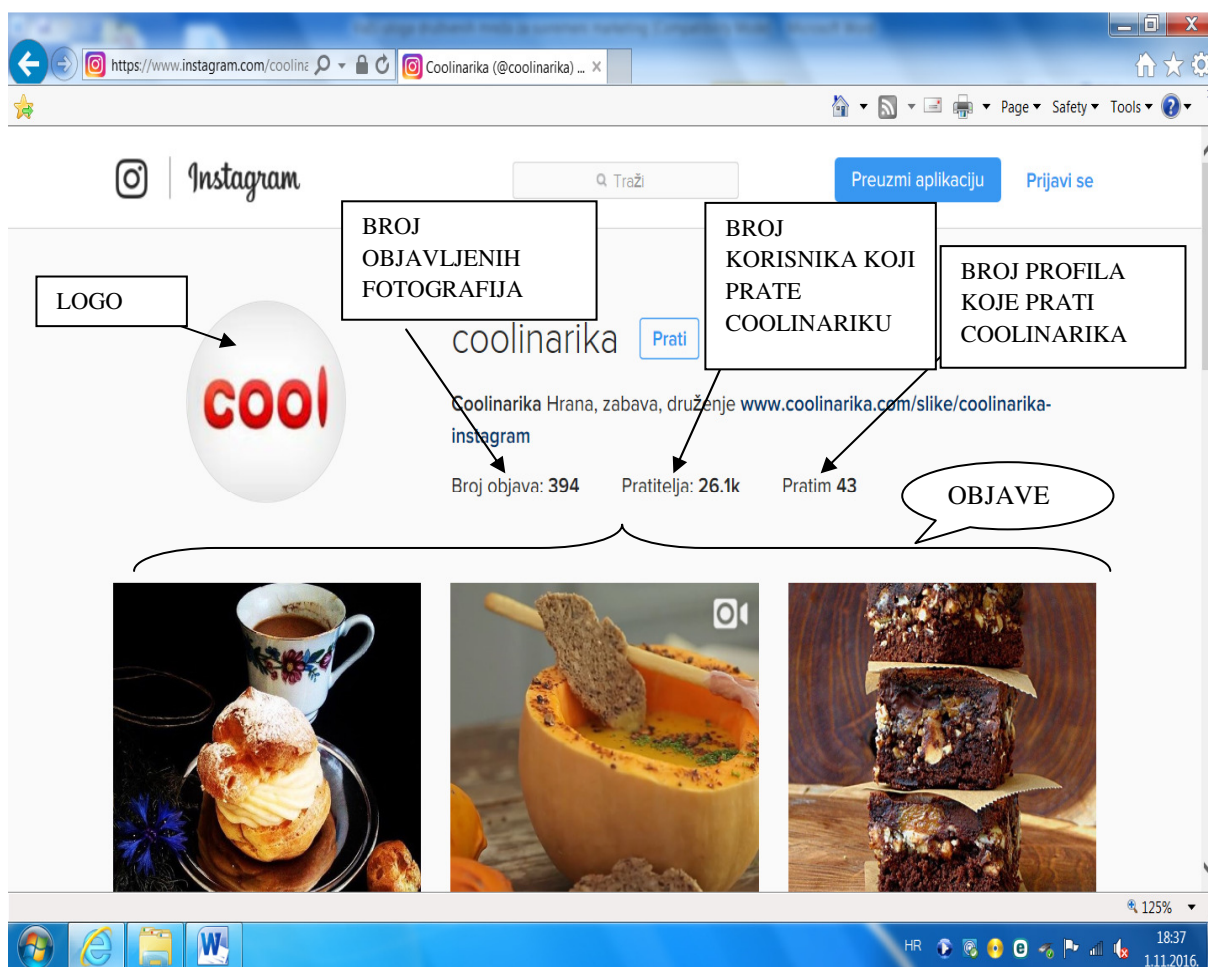 https://www.instagram.com/coolina
Coolinarika (@coolinarika) ...
Page
Safety
Tools
Instagram
Traži
Preuzmi aplikaciju
Prijavi se
LOGO
BROJ
OBJAVLJENIH
FOTOGRAFIJA
BROJ
KORISNIKA KOJI
PRATE
COOLINARIKU
BROJ PROFILA
KOJE PRATI
COOLINARIKA
cool
coolinarika
Prati
Coolinarika Hrana, zabava, druženje www.coolinarika.com/slike/coolinarika-
instagram
Broj objava: 394
Pratitelja: 26.1k
Pratim 43
OBJAVE
125%
HR
18:37
1.11.2016.